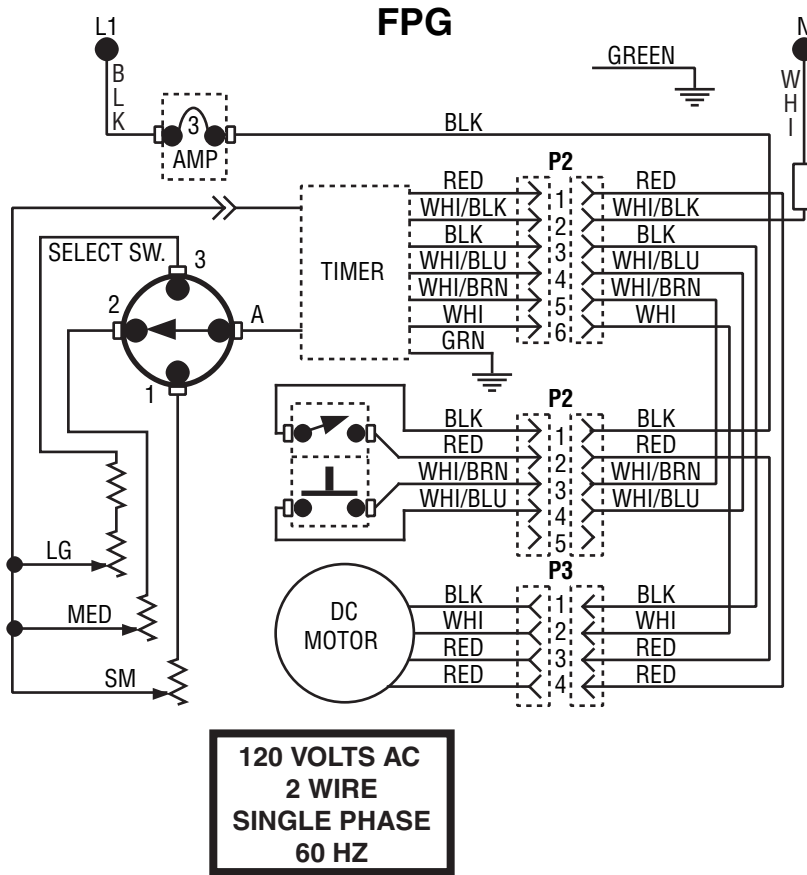 FPG
L1
N
BLK
GREEN
WHI
3
AMP
BLK
P2
RED 1 RED
WHI/BLK 2 WHI/BLK
BLK 3 BLK
WHI/BLU 4 WHI/BLU
WHI/BRN 5 WHI/BRN
WHI 6 WHI
GRN
TIMER
SELECT SW.
3
2
A
1
P2
BLK 1 BLK
RED 2 RED
WHI/BRN 3 WHI/BRN
WHI/BLU 4 WHI/BLU
5
LG
MED
SM
P3
DC
MOTOR
BLK 1 BLK
WHI 2 WHI
RED 3 RED
RED 4 RED
120 VOLTS AC
2 WIRE
SINGLE PHASE
60 HZ